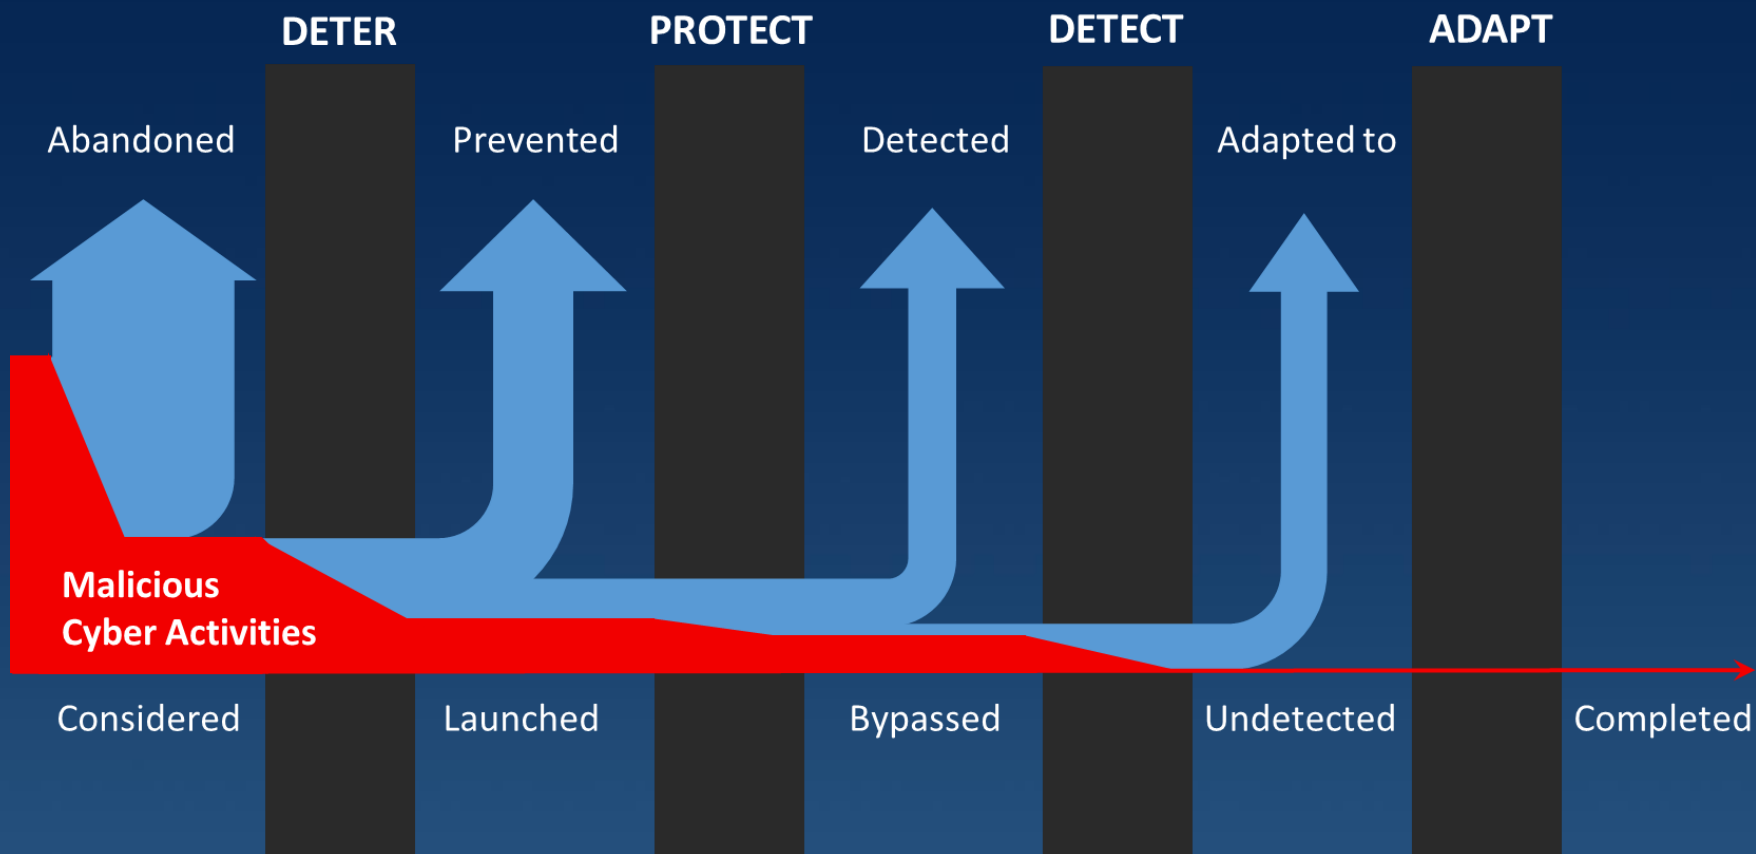 DETER
PROTECT
DETECT
ADAPT
Abandoned
Prevented
Detected
Adapted to
Malicious
Cyber Activities
Considered
Launched
Bypassed
Undetected
Completed